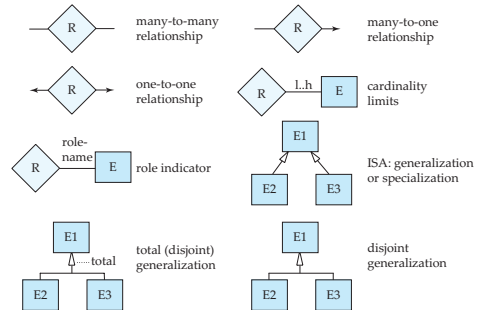 R
many-to-many
relationship
R
many-to-one
relationship
R
one-to-one
relationship
R
l..h
E
cardinality
limits
R
role-
name
E
role indicator
E1
E2
E3
ISA: generalization
or specialization
E1
total
E2
E3
total (disjoint)
generalization
E1
E2
E3
disjoint
generalization